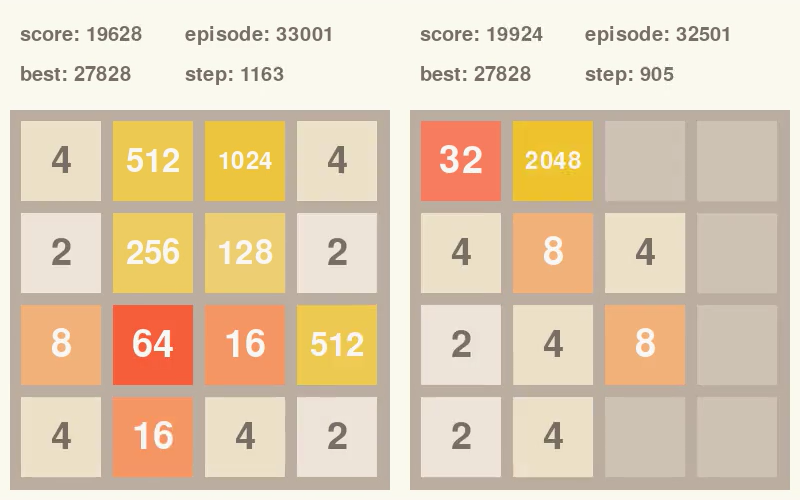 score: 19628 episode: 33001
best: 27828 step: 1163
4 512 1024 4
2 256 128 2
8 64 16 512
4 16 4 2
score: 19924 episode: 32501
best: 27828 step: 905
32 2048
4 8 4
2 4 8
2 4